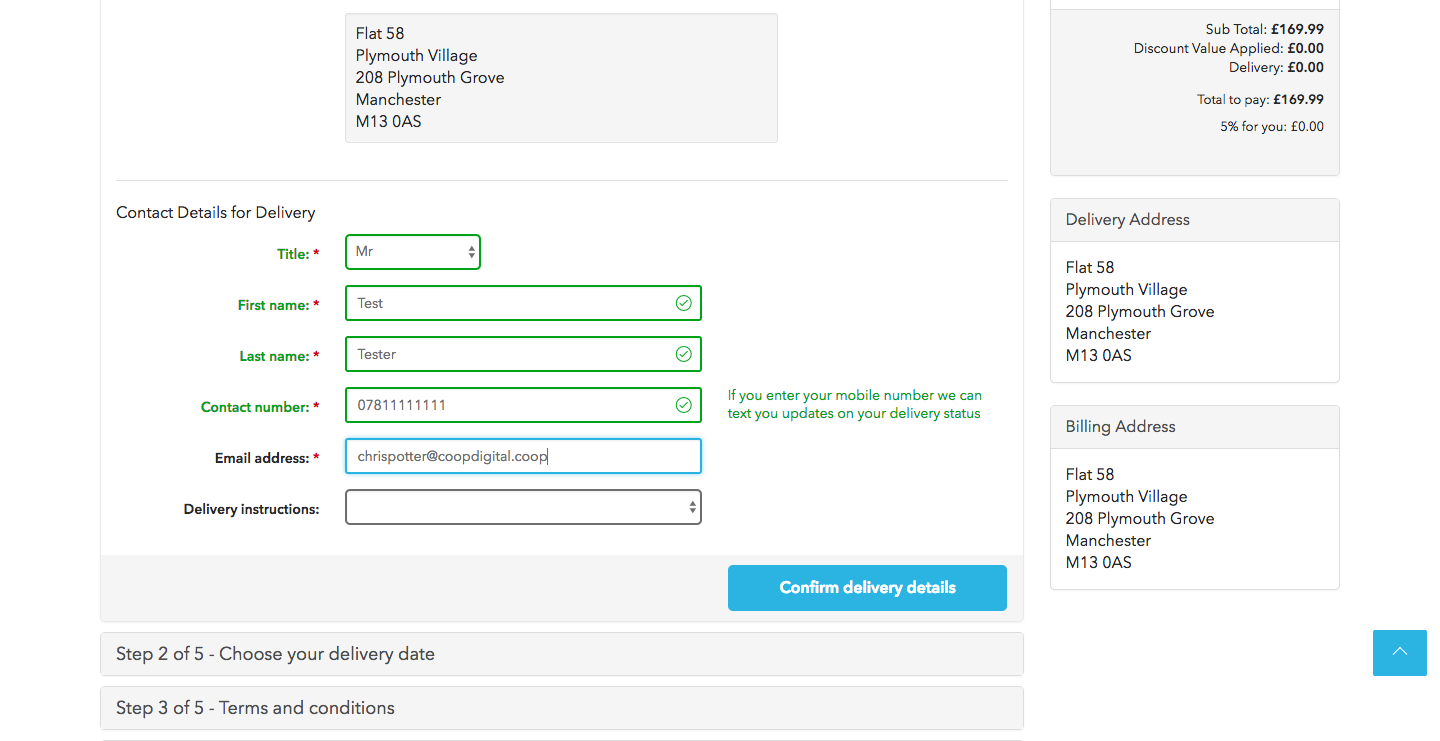 Flat 58
Plymouth Village
208 Plymouth Grove
Manchester
M13 0AS
Contact Details for Delivery
Title: * Mr
First name: * Test
Last name: * Tester
Contact number: * 07811111111
If you enter your mobile number we can
text you updates on your delivery status
Email address: * chrispotter@coopdigital.coop
Delivery instructions:
Confirm delivery details
Step 2 of 5 - Choose your delivery date
Step 3 of 5 - Terms and conditions
Sub Total: £169.99
Discount Value Applied: £0.00
Delivery: £0.00
Total to pay: £169.99
5% for you: £0.00
Delivery Address
Flat 58
Plymouth Village
208 Plymouth Grove
Manchester
M13 0AS
Billing Address
Flat 58
Plymouth Village
208 Plymouth Grove
Manchester
M13 0AS